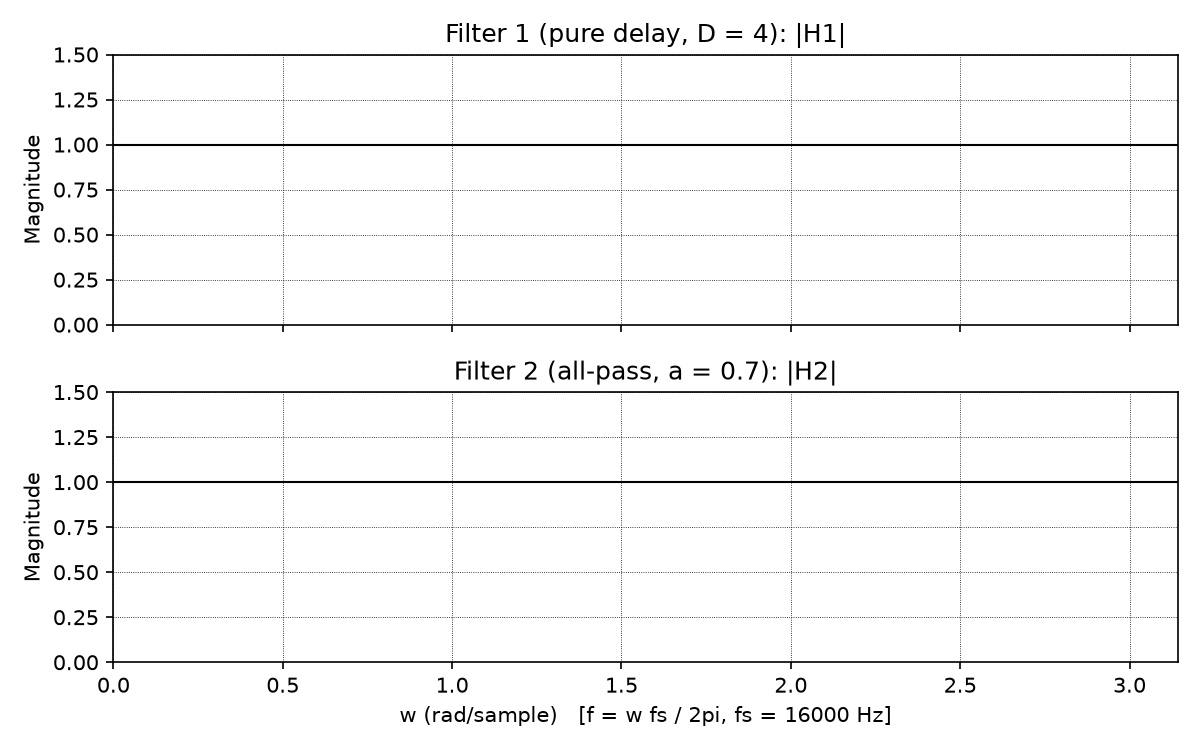 Filter 1 (pure delay, D = 4): |H1|
1.50
1.25
1.00
0.75
0.50
0.25
0.00
Magnitude
Filter 2 (all-pass, a = 0.7): |H2|
1.50
1.25
1.00
0.75
0.50
0.25
0.00
Magnitude
0.0 0.5 1.0 1.5 2.0 2.5 3.0
w (rad/sample)   [f = w fs / 2pi, fs = 16000 Hz]